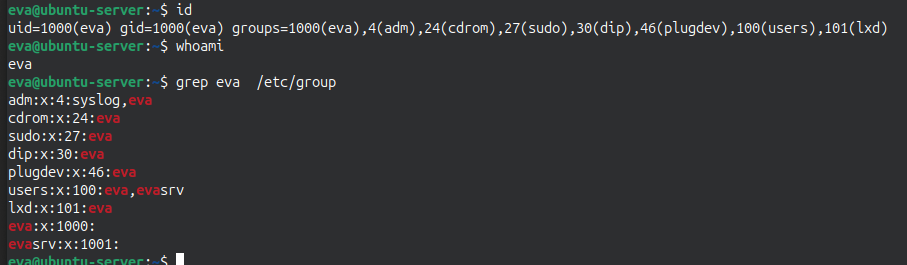 eva@ubuntu-server:~$ id
uid=1000(eva) gid=1000(eva) groups=1000(eva),4(adm),24(cdrom),27(sudo),30(dip),46(plugdev),100(users),101(lxd)
eva@ubuntu-server:~$ whoami
eva
eva@ubuntu-server:~$ grep eva  /etc/group
adm:x:4:syslog,eva
cdrom:x:24:eva
sudo:x:27:eva
dip:x:30:eva
plugdev:x:46:eva
users:x:100:eva,evasrv
lxd:x:101:eva
eva:x:1000:
evasrv:x:1001:
eva@ubuntu-server:~$